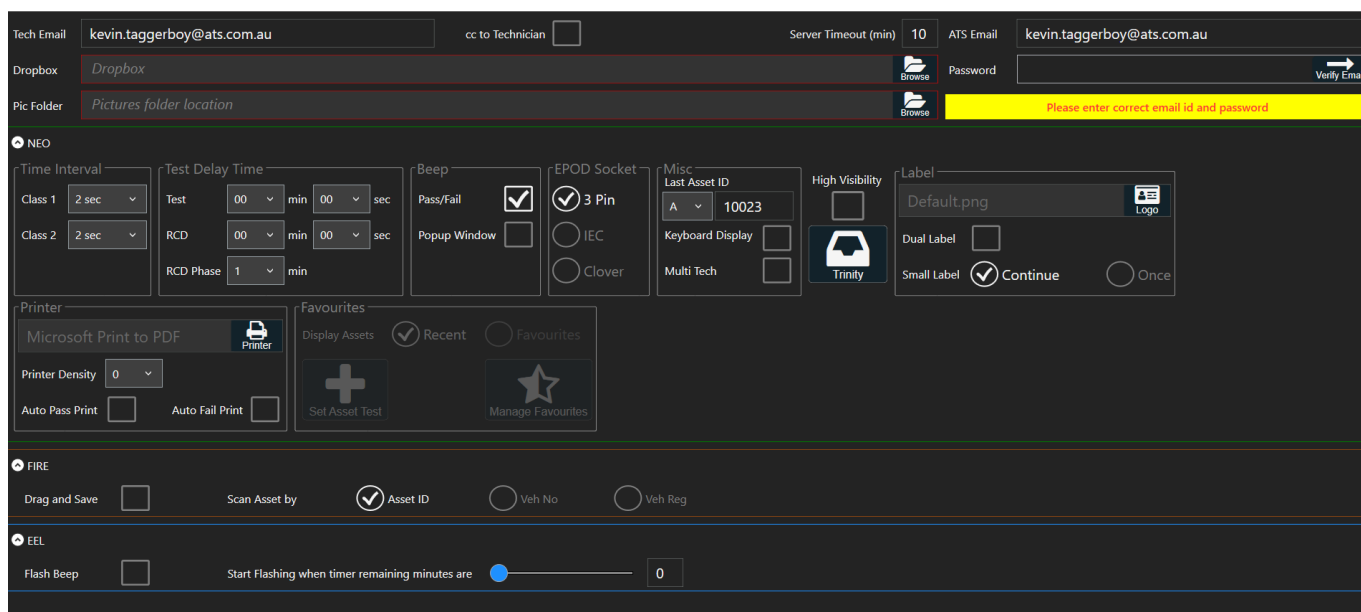 Tech Email kevin.taggerboy@ats.com.au cc to Technician Server Timeout (min) 10 ATS Email kevin.taggerboy@ats.com.au
Dropbox Dropbox Browse Password Verify Ema
Pic Folder Pictures folder location Browse Please enter correct email id and password
NEO
Time Interval Test Delay Time Beep EPOD Socket Misc Label
Last Asset ID High Visibility
Class 1 2 sec Test 00 min 00 sec Pass/Fail 3 Pin A 10023 Default.png Logo
Class 2 2 sec RCD 00 min 00 sec Popup Window IEC Keyboard Display Dual Label
RCD Phase 1 min Clover Multi Tech Trinity Small Label Continue Once
Printer Favourites
Microsoft Print to PDF Printer Display Assets Recent Favourites
Printer Density 0
Auto Pass Print Auto Fail Print Set Asset Test Manage Favourites
FIRE
Drag and Save Scan Asset by Asset ID Veh No Veh Reg
EEL
Flash Beep Start Flashing when timer remaining minutes are 0